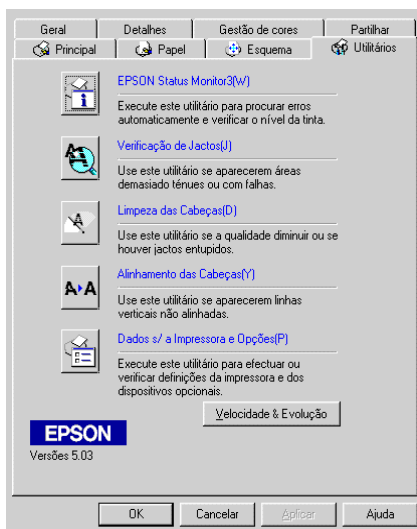 Geral Detalhes Gestão de cores Partilhar
Principal Papel Esquema Utilitários
EPSON Status Monitor3(W)
Execute este utilitário para procurar erros
automaticamente e verificar o nível da tinta.
Verificação de Jactos(J)
Use este utilitário se aparecerem áreas
demasiado ténues ou com falhas.
Limpeza das Cabeças(D)
Use este utilitário se a qualidade diminuir ou se
houver jactos entupidos.
Alinhamento das Cabeças(Y)
Use este utilitário se aparecerem linhas
verticais não alinhadas.
Dados s/ a Impressora e Opções(P)
Execute este utilitário para efectuar ou
verificar definições da impressora e dos
dispositivos opcionais.
Velocidade & Evolução
EPSON
Versões 5.03
OK Cancelar Aplicar Ajuda